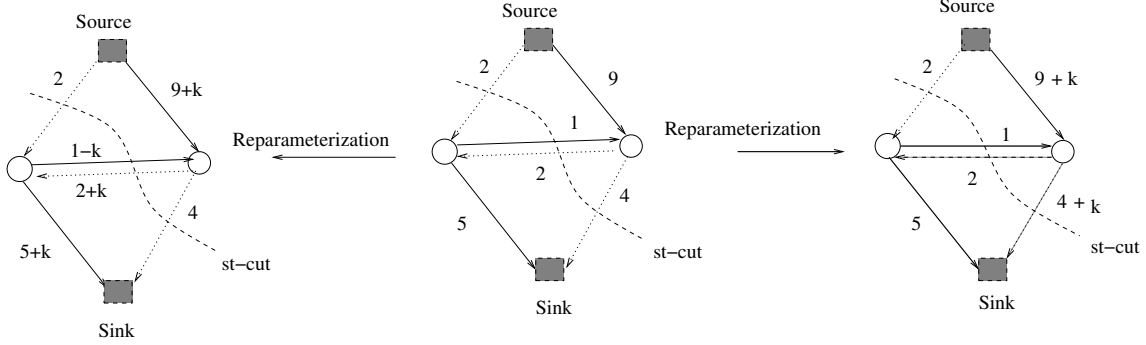 Source
2
9+k
1−k
2+k
4
5+k
st−cut
Sink
Reparameterization
Source
2
9
1
2
4
5
st−cut
Sink
Reparameterization
Source
2
9 + k
1
2
4 + k
5
st−cut
Sink